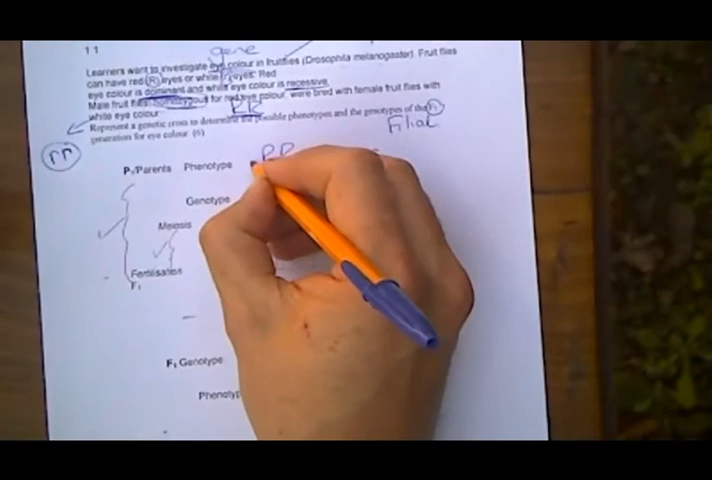 1 1
gene
Learners want to investigate eye colour in fruitflies (Drosophila melanogaster). Fruit flies
can have red (R) eyes or white eyes. Red
eye colour is dominant and while eye colour is recessive.
Male fruit flies homozygous for red eye colour, were bred with female fruit flies with
white eye colour
RR
Represent a genetic cross to determine the possible phenotypes and the genotypes of the F1
generation for eye colour. (6)
Filial
rr
P1/Parents Phenotype RR
Genotype
Meiosis
Fertilisation
F1
F1 Genotype